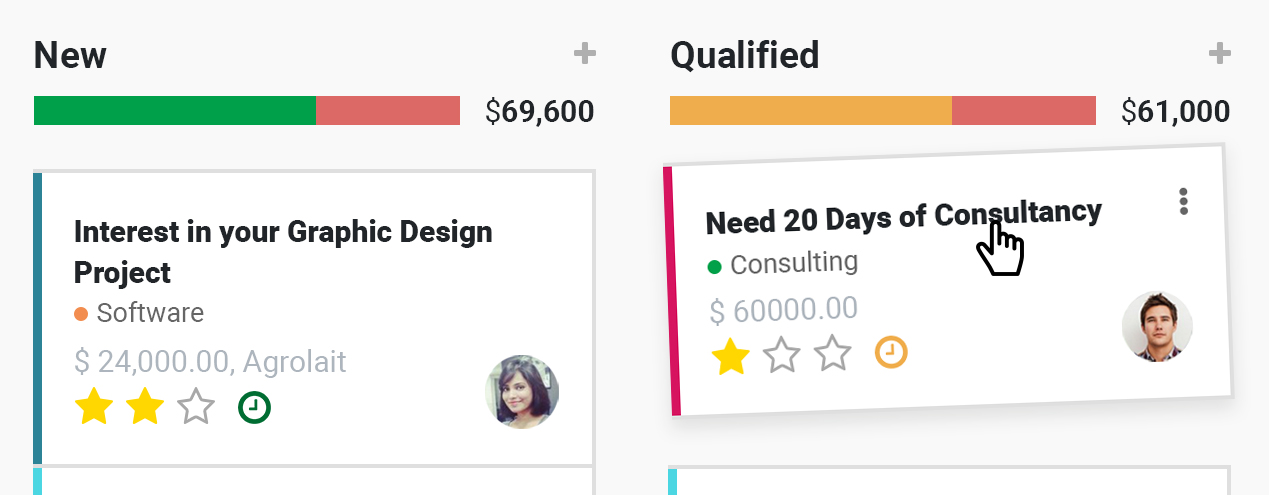 New
$69,600
Interest in your Graphic Design
Project
Software
$ 24,000.00, Agrolait
Qualified
$61,000
Need 20 Days of Consultancy
Consulting
$ 60000.00